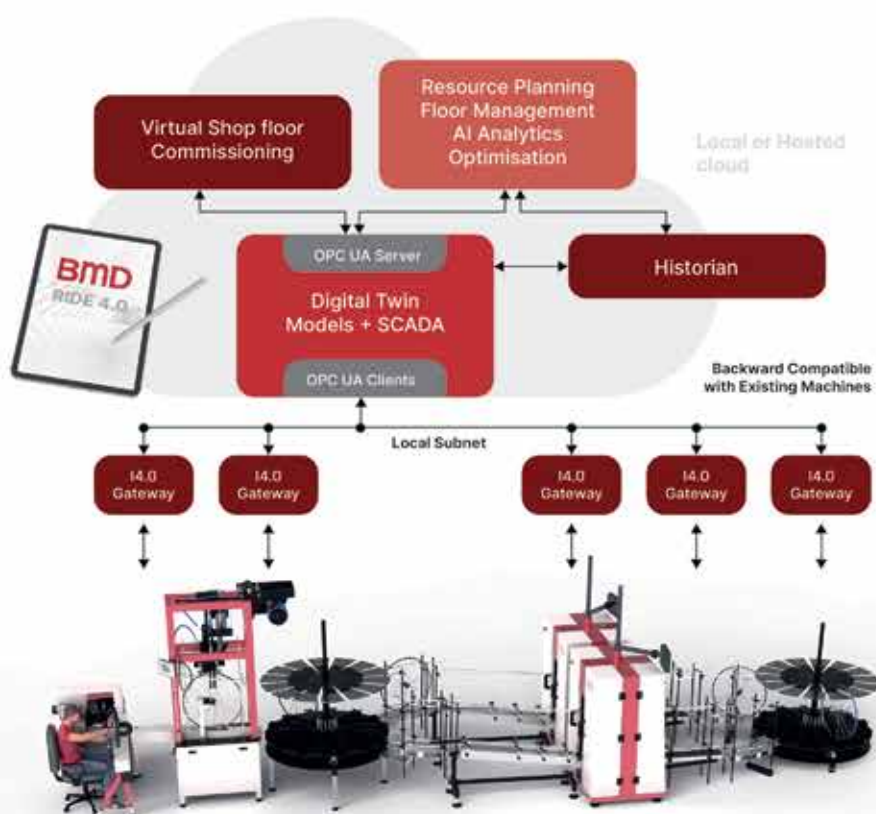 Virtual Shop floor
Commissioning
Resource Planning
Floor Management
AI Analytics
Optimisation
Local or Hosted
cloud
BMD
RIDE 4.0
OPC UA Server
Digital Twin
Models + SCADA
OPC UA Clients
Historian
Backward Compatible
with Existing Machines
Local Subnet
I4.0
Gateway
I4.0
Gateway
I4.0
Gateway
I4.0
Gateway
I4.0
Gateway